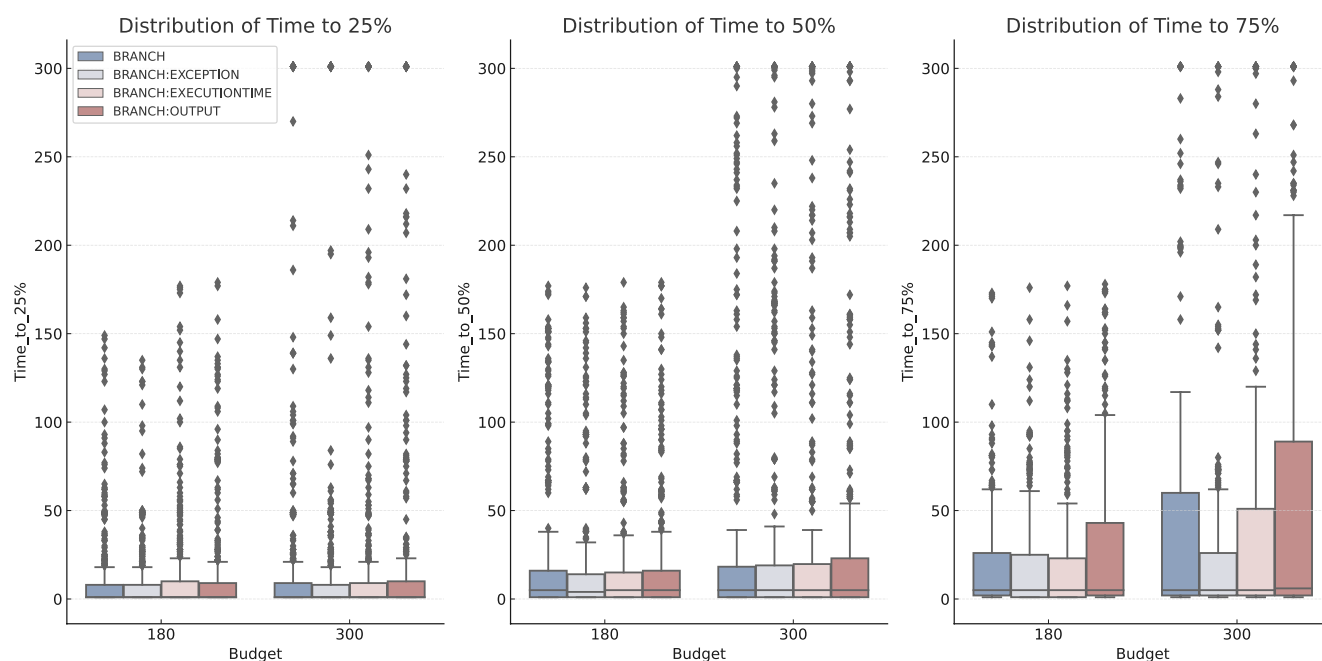 Distribution of Time to 25%
BRANCH
BRANCH:EXCEPTION
BRANCH:EXECUTIONTIME
BRANCH:OUTPUT
300
250
200
150
100
50
0
Time_to_25%
180
300
Budget
Distribution of Time to 50%
300
250
200
150
100
50
0
Time_to_50%
180
300
Budget
Distribution of Time to 75%
300
250
200
150
100
50
0
Time_to_75%
180
300
Budget